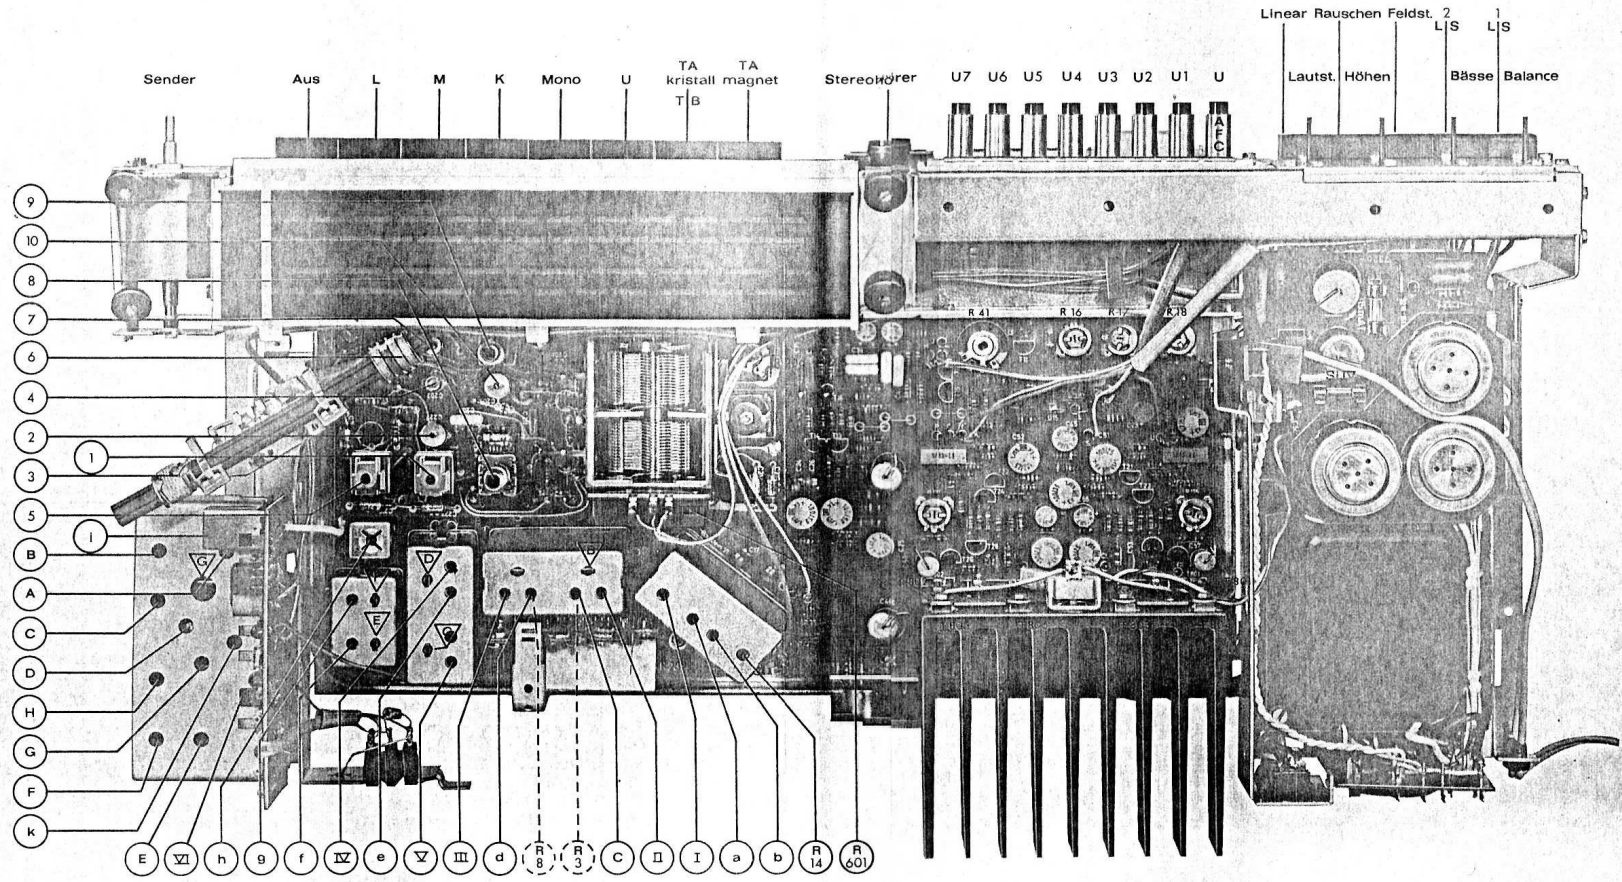 Linear Rauschen Feldst. 2 1
L S L S
Sender Aus L M K Mono U TA kristall T B TA magnet Stereohörer U7 U6 U5 U4 U3 U2 U1 U Lautst. Höhen Bässe Balance
AFC
9
10
8
7
R 41 R 16 R 17 R 18
6
4
2
1
3
5
i
B
G
D
B
A
E
C
C
D
H
G
F
k
E VI h g f IV e V III d R 8 R 3 C II I a b R 14 R 601